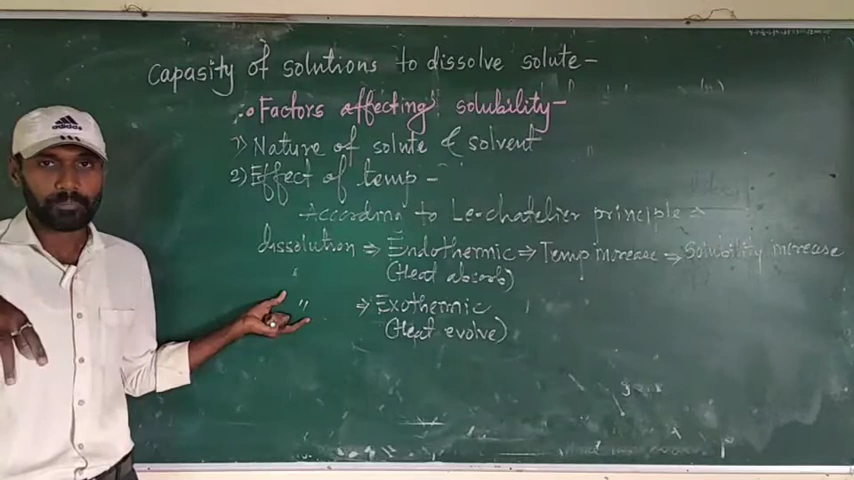 Capasity of solutions to dissolve solute -
Factors affecting solubility -
1) Nature of solute & solvent
2) Effect of temp -
According to Le-chatelier principle
dissolution ⇒ Endothermic ⇒ Temp increase ⇒ Solubility increase
(Heat absorb)
" ⇒ Exothermic
(Heat evolve)
adidas